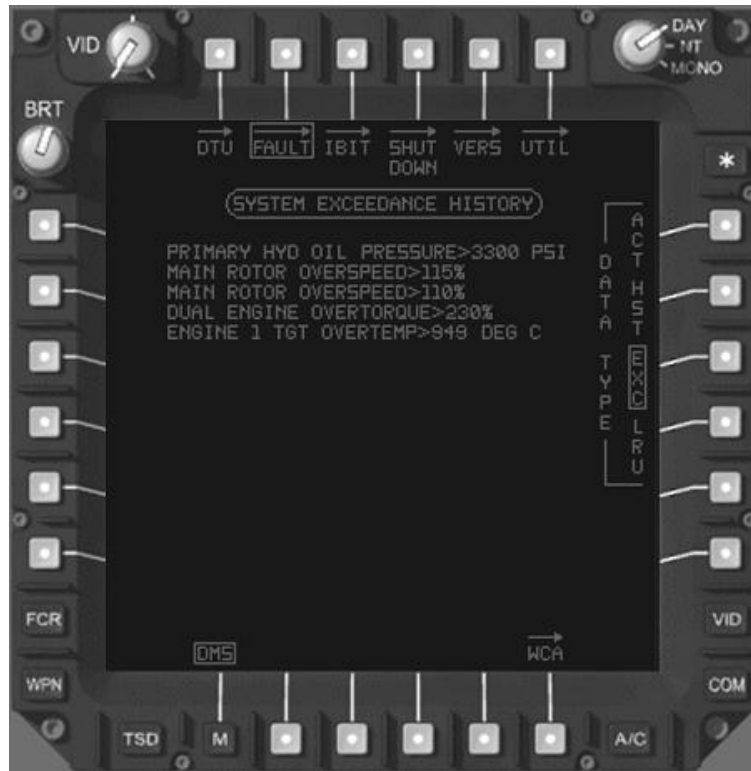 VID
DAY
NT
MONO
BRT
DTU FAULT IBIT SHUT DOWN VERS UTIL
*
SYSTEM EXCEEDANCE HISTORY
PRIMARY HYD OIL PRESSURE>3300 PSI
MAIN ROTOR OVERSPEED>115%
MAIN ROTOR OVERSPEED>110%
DUAL ENGINE OVERTORQUE>230%
ENGINE 1 TGT OVERTEMP>949 DEG C
DATA TYPE
ACT HST EXC LRU
FCR
VID
DMS
WCA
WPN
COM
TSD
M
A/C